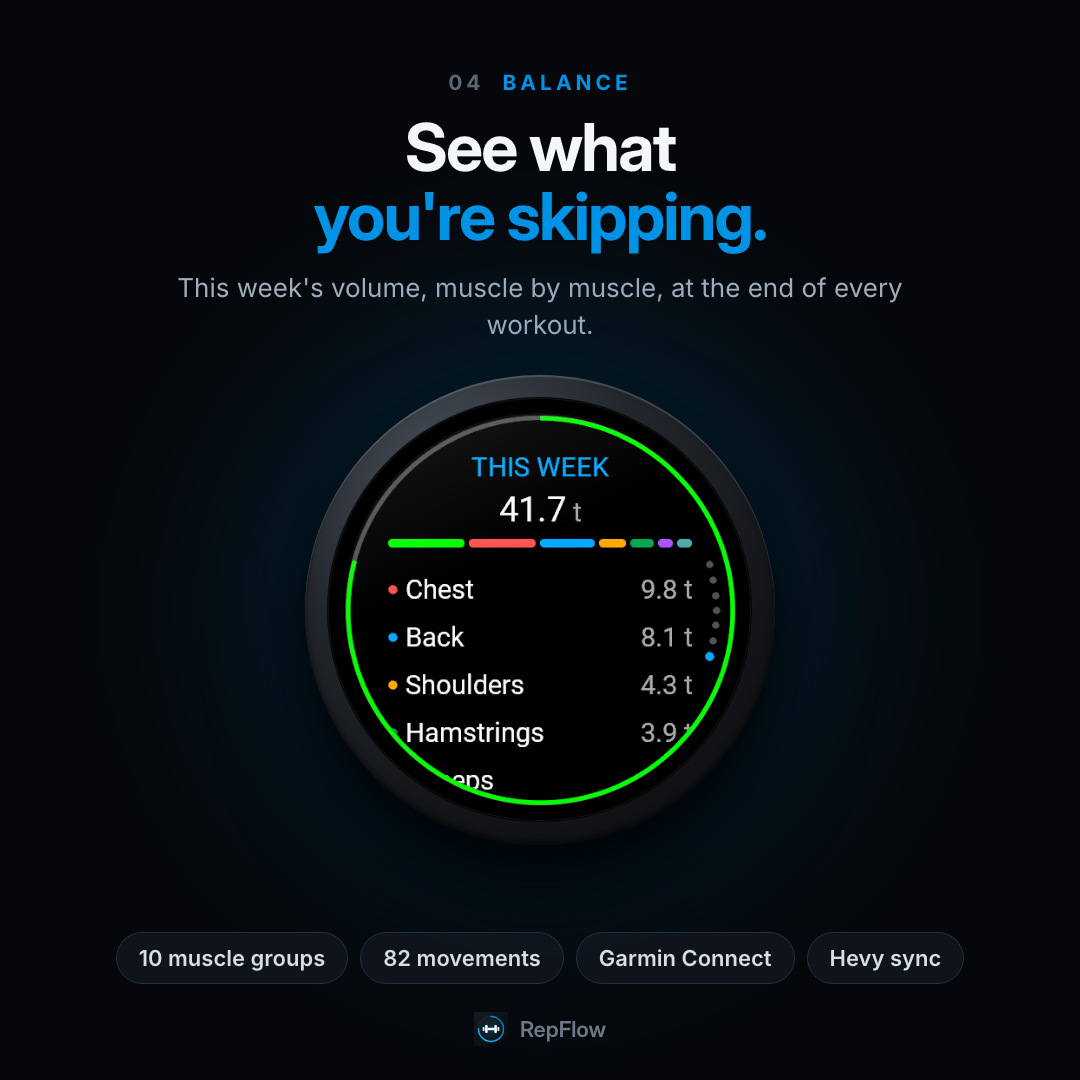 04 BALANCE
See what
you're skipping.
This week's volume, muscle by muscle, at the end of every
workout.
THIS WEEK
41.7 t
Chest 9.8 t
Back 8.1 t
Shoulders 4.3 t
Hamstrings 3.9 t
10 muscle groups 82 movements Garmin Connect Hevy sync
RepFlow